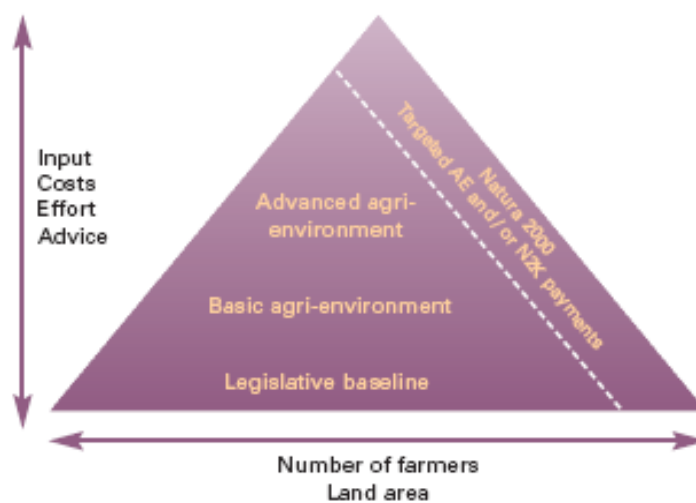 Input
Costs
Effort
Advice
Natura 2000
Targeted AE and/or N2K payments
Advanced agri-
environment
Basic agri-environment
Legislative baseline
Number of farmers
Land area